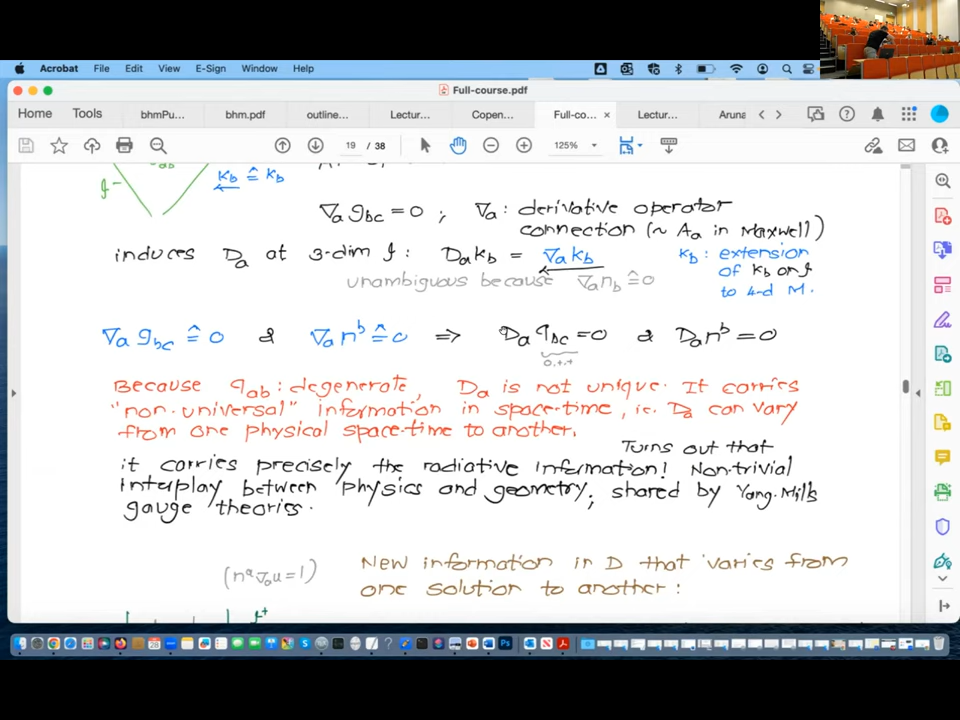 Acrobat File Edit View E-Sign Window Help
Full-course.pdf
Home Tools bhmPu... bhm.pdf outline... Lectur... Copen... Full-co... × Lectur... Aruna
19 / 38 125%
k_b ≙ k_b
∇_a g_bc = 0 ; ∇_a : derivative operator
connection (~ A_a in Maxwell)
induces D_a at 3-dim ℐ : D_a k_b = ∇_a k_b
k_b : extension
of k_b on ℐ
to 4-d M.
unambiguous because ∇_a n_b ≙ 0
∇_a g_bc ≙ 0 & ∇_a n^b ≙ 0 ⟹ D_a q_bc = 0 & D_a n^b = 0
0,+,+
Because q_ab : degenerate, D_a is not unique. It carries
"non-universal" information in space-time, i.e. D_a can vary
from one physical space-time to another.
Turns out that
it carries precisely the radiative information! Non-trivial
interplay between physics and geometry; shared by Yang-Mills
gauge theories.
(n^a ∇_a u = 1)
New information in D that varies from
one solution to another :
ℐ^+